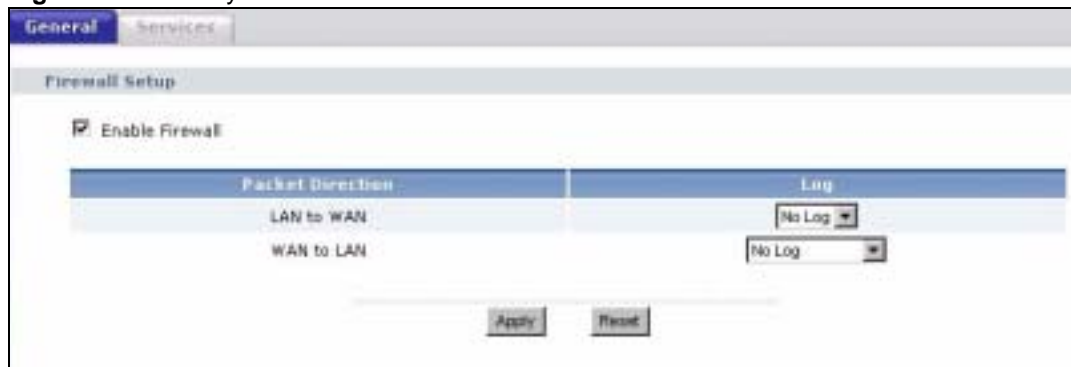 General Services
Firewall Setup
Enable Firewall
Packet Direction Log
LAN to WAN No Log
WAN to LAN No Log
Apply Reset